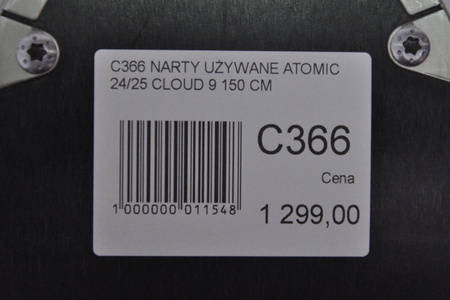 C366 NARTY UŻYWANE ATOMIC
24/25 CLOUD 9 150 CM
C366
Cena
1 299,00
1 000000 011548